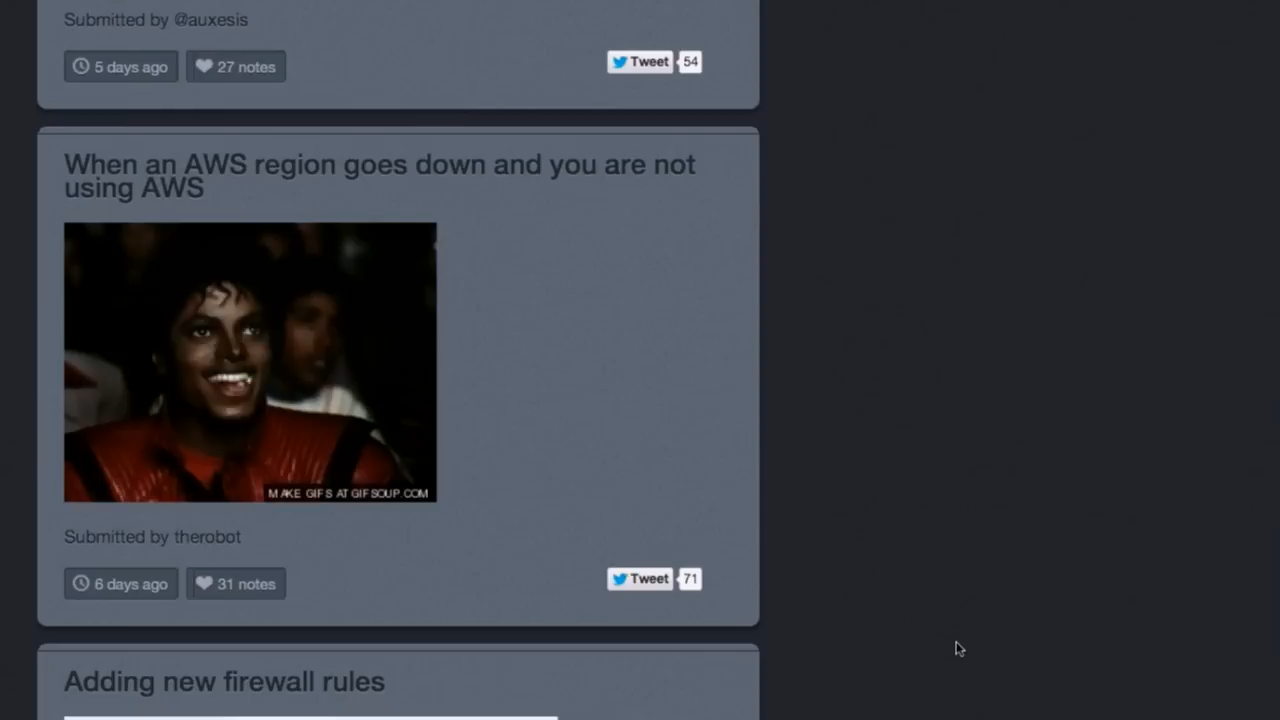 Submitted by @auxesis
5 days ago 27 notes Tweet 54
When an AWS region goes down and you are not
using AWS
MAKE GIFS AT GIFSOUP.COM
Submitted by therobot
6 days ago 31 notes Tweet 71
Adding new firewall rules